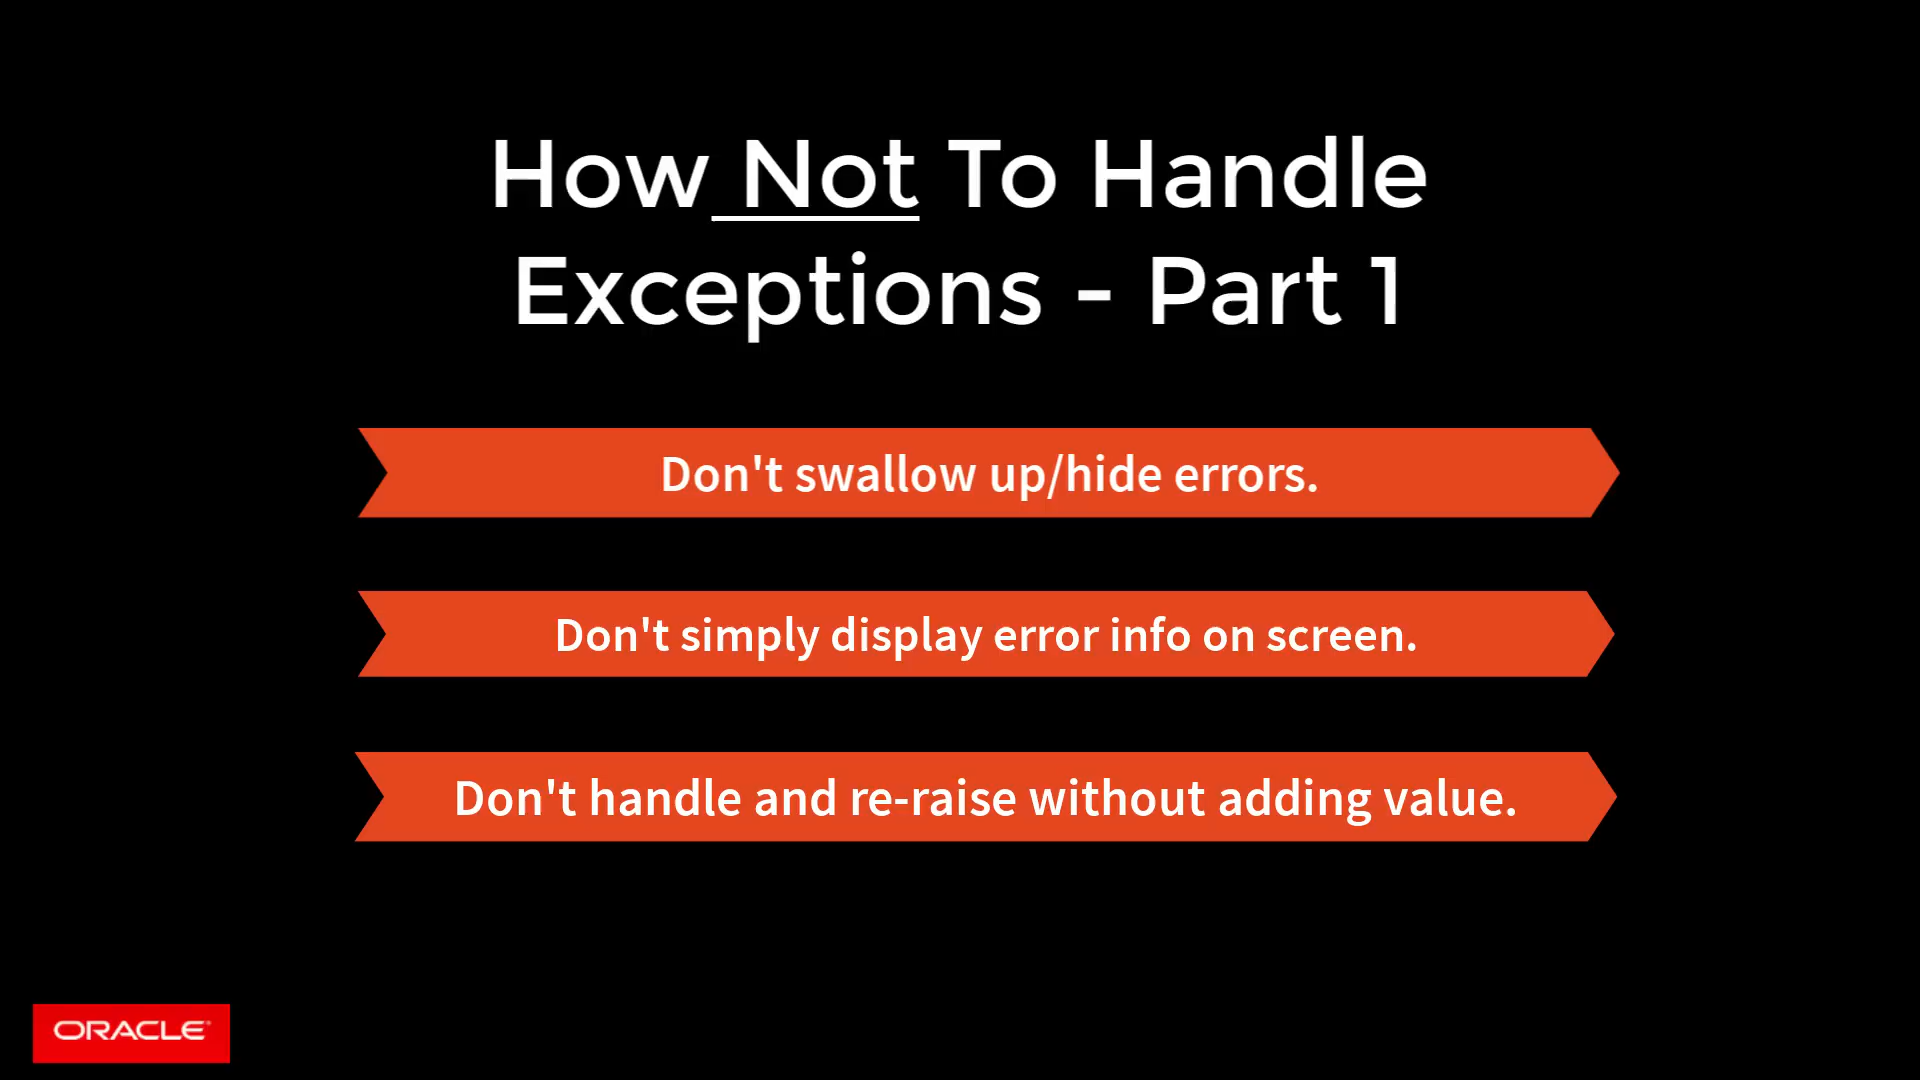 How Not To Handle
Exceptions - Part 1
Don't swallow up/hide errors.
Don't simply display error info on screen.
Don't handle and re-raise without adding value.
ORACLE